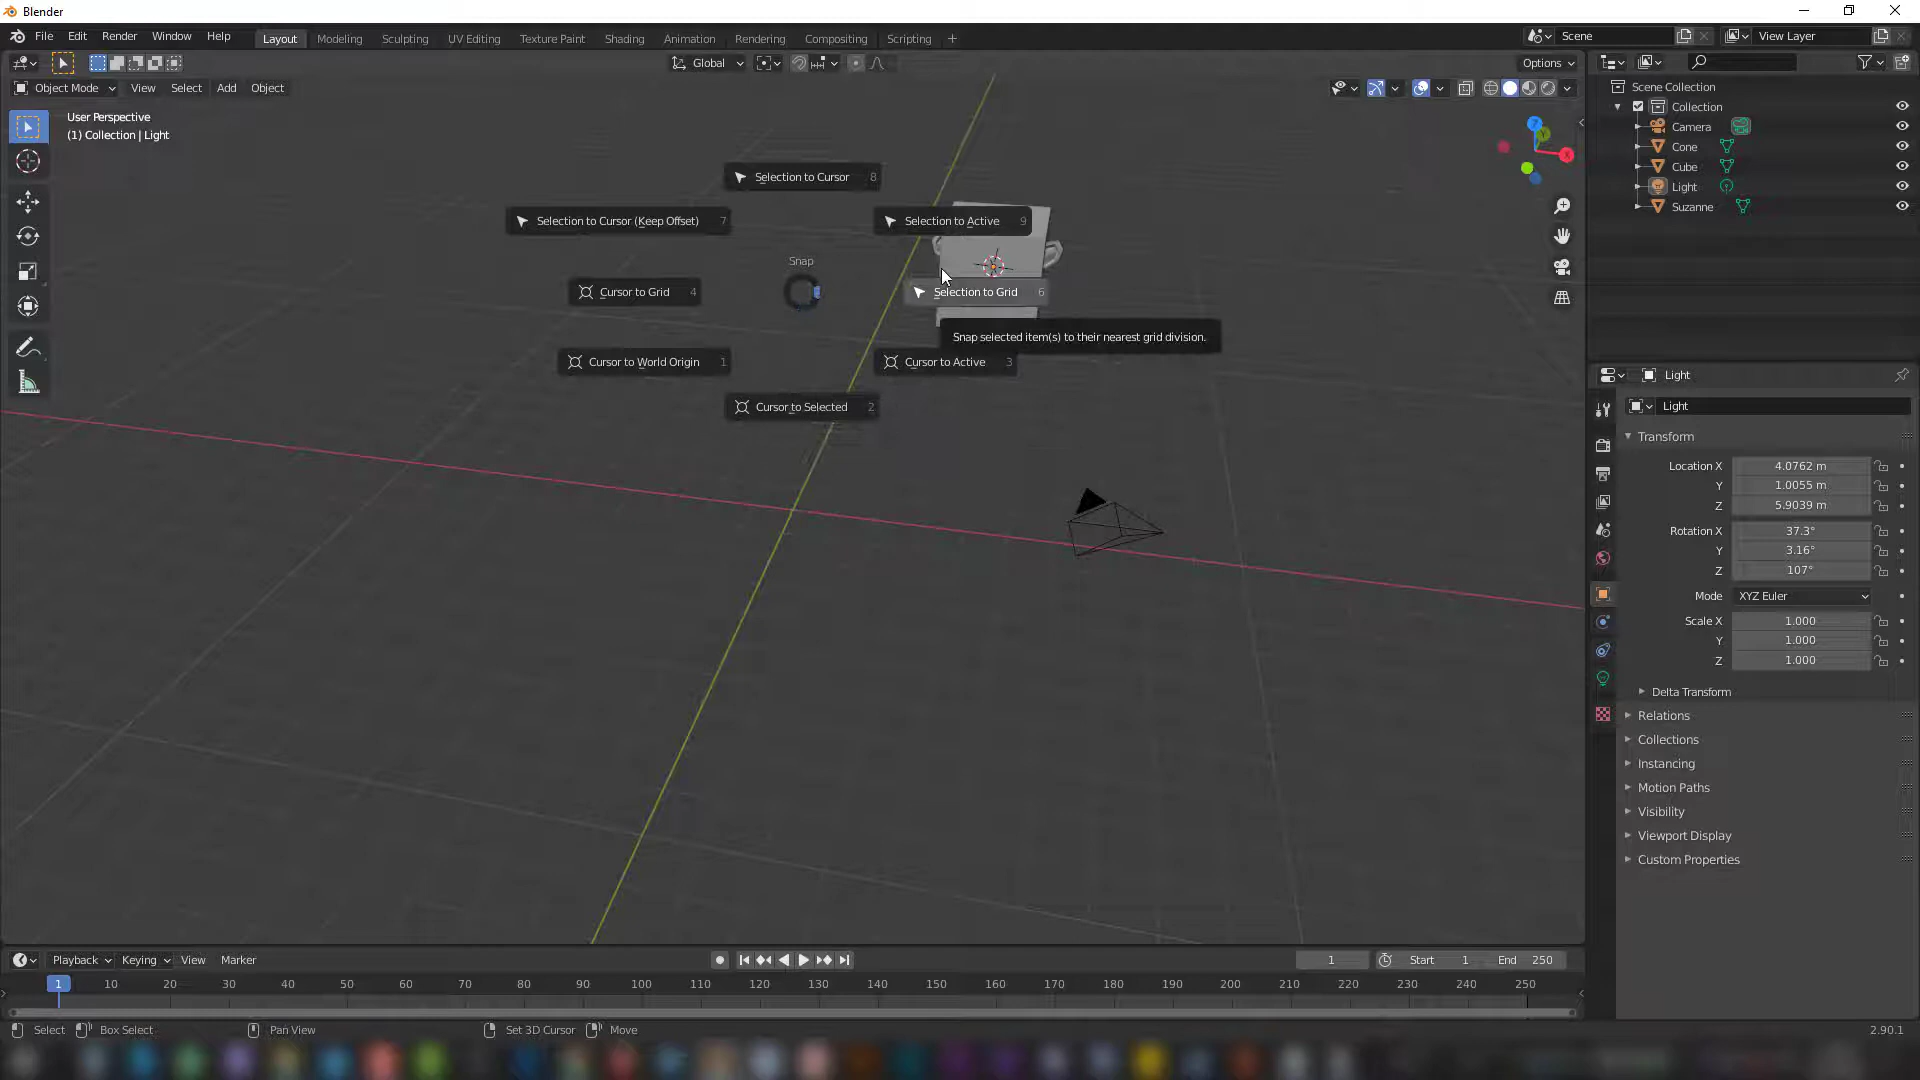 Blender
File Edit Render Window Help Layout Modeling Sculpting UV Editing Texture Paint Shading Animation Rendering Compositing Scripting + Scene View Layer
Global Options
Object Mode View Select Add Object
User Perspective
(1) Collection | Light
Selection to Cursor 8
Selection to Cursor (Keep Offset) 7
Selection to Active 9
Snap
Cursor to Grid 4
Selection to Grid 6
Snap selected item(s) to their nearest grid division.
Cursor to World Origin 1
Cursor to Active 3
Cursor to Selected 2
Z
Y
X
Scene Collection
Collection
Camera
Cone
Cube
Light
Suzanne
Light
Light
Transform
Location X 4.0762 m
Y 1.0055 m
Z 5.9039 m
Rotation X 37.3°
Y 3.16°
Z 107°
Mode XYZ Euler
Scale X 1.000
Y 1.000
Z 1.000
Delta Transform
Relations
Collections
Instancing
Motion Paths
Visibility
Viewport Display
Custom Properties
Playback Keying View Marker 1 Start 1 End 250
1 10 20 30 40 50 60 70 80 90 100 110 120 130 140 150 160 170 180 190 200 210 220 230 240 250
Select Box Select Pan View Set 3D Cursor Move 2.90.1